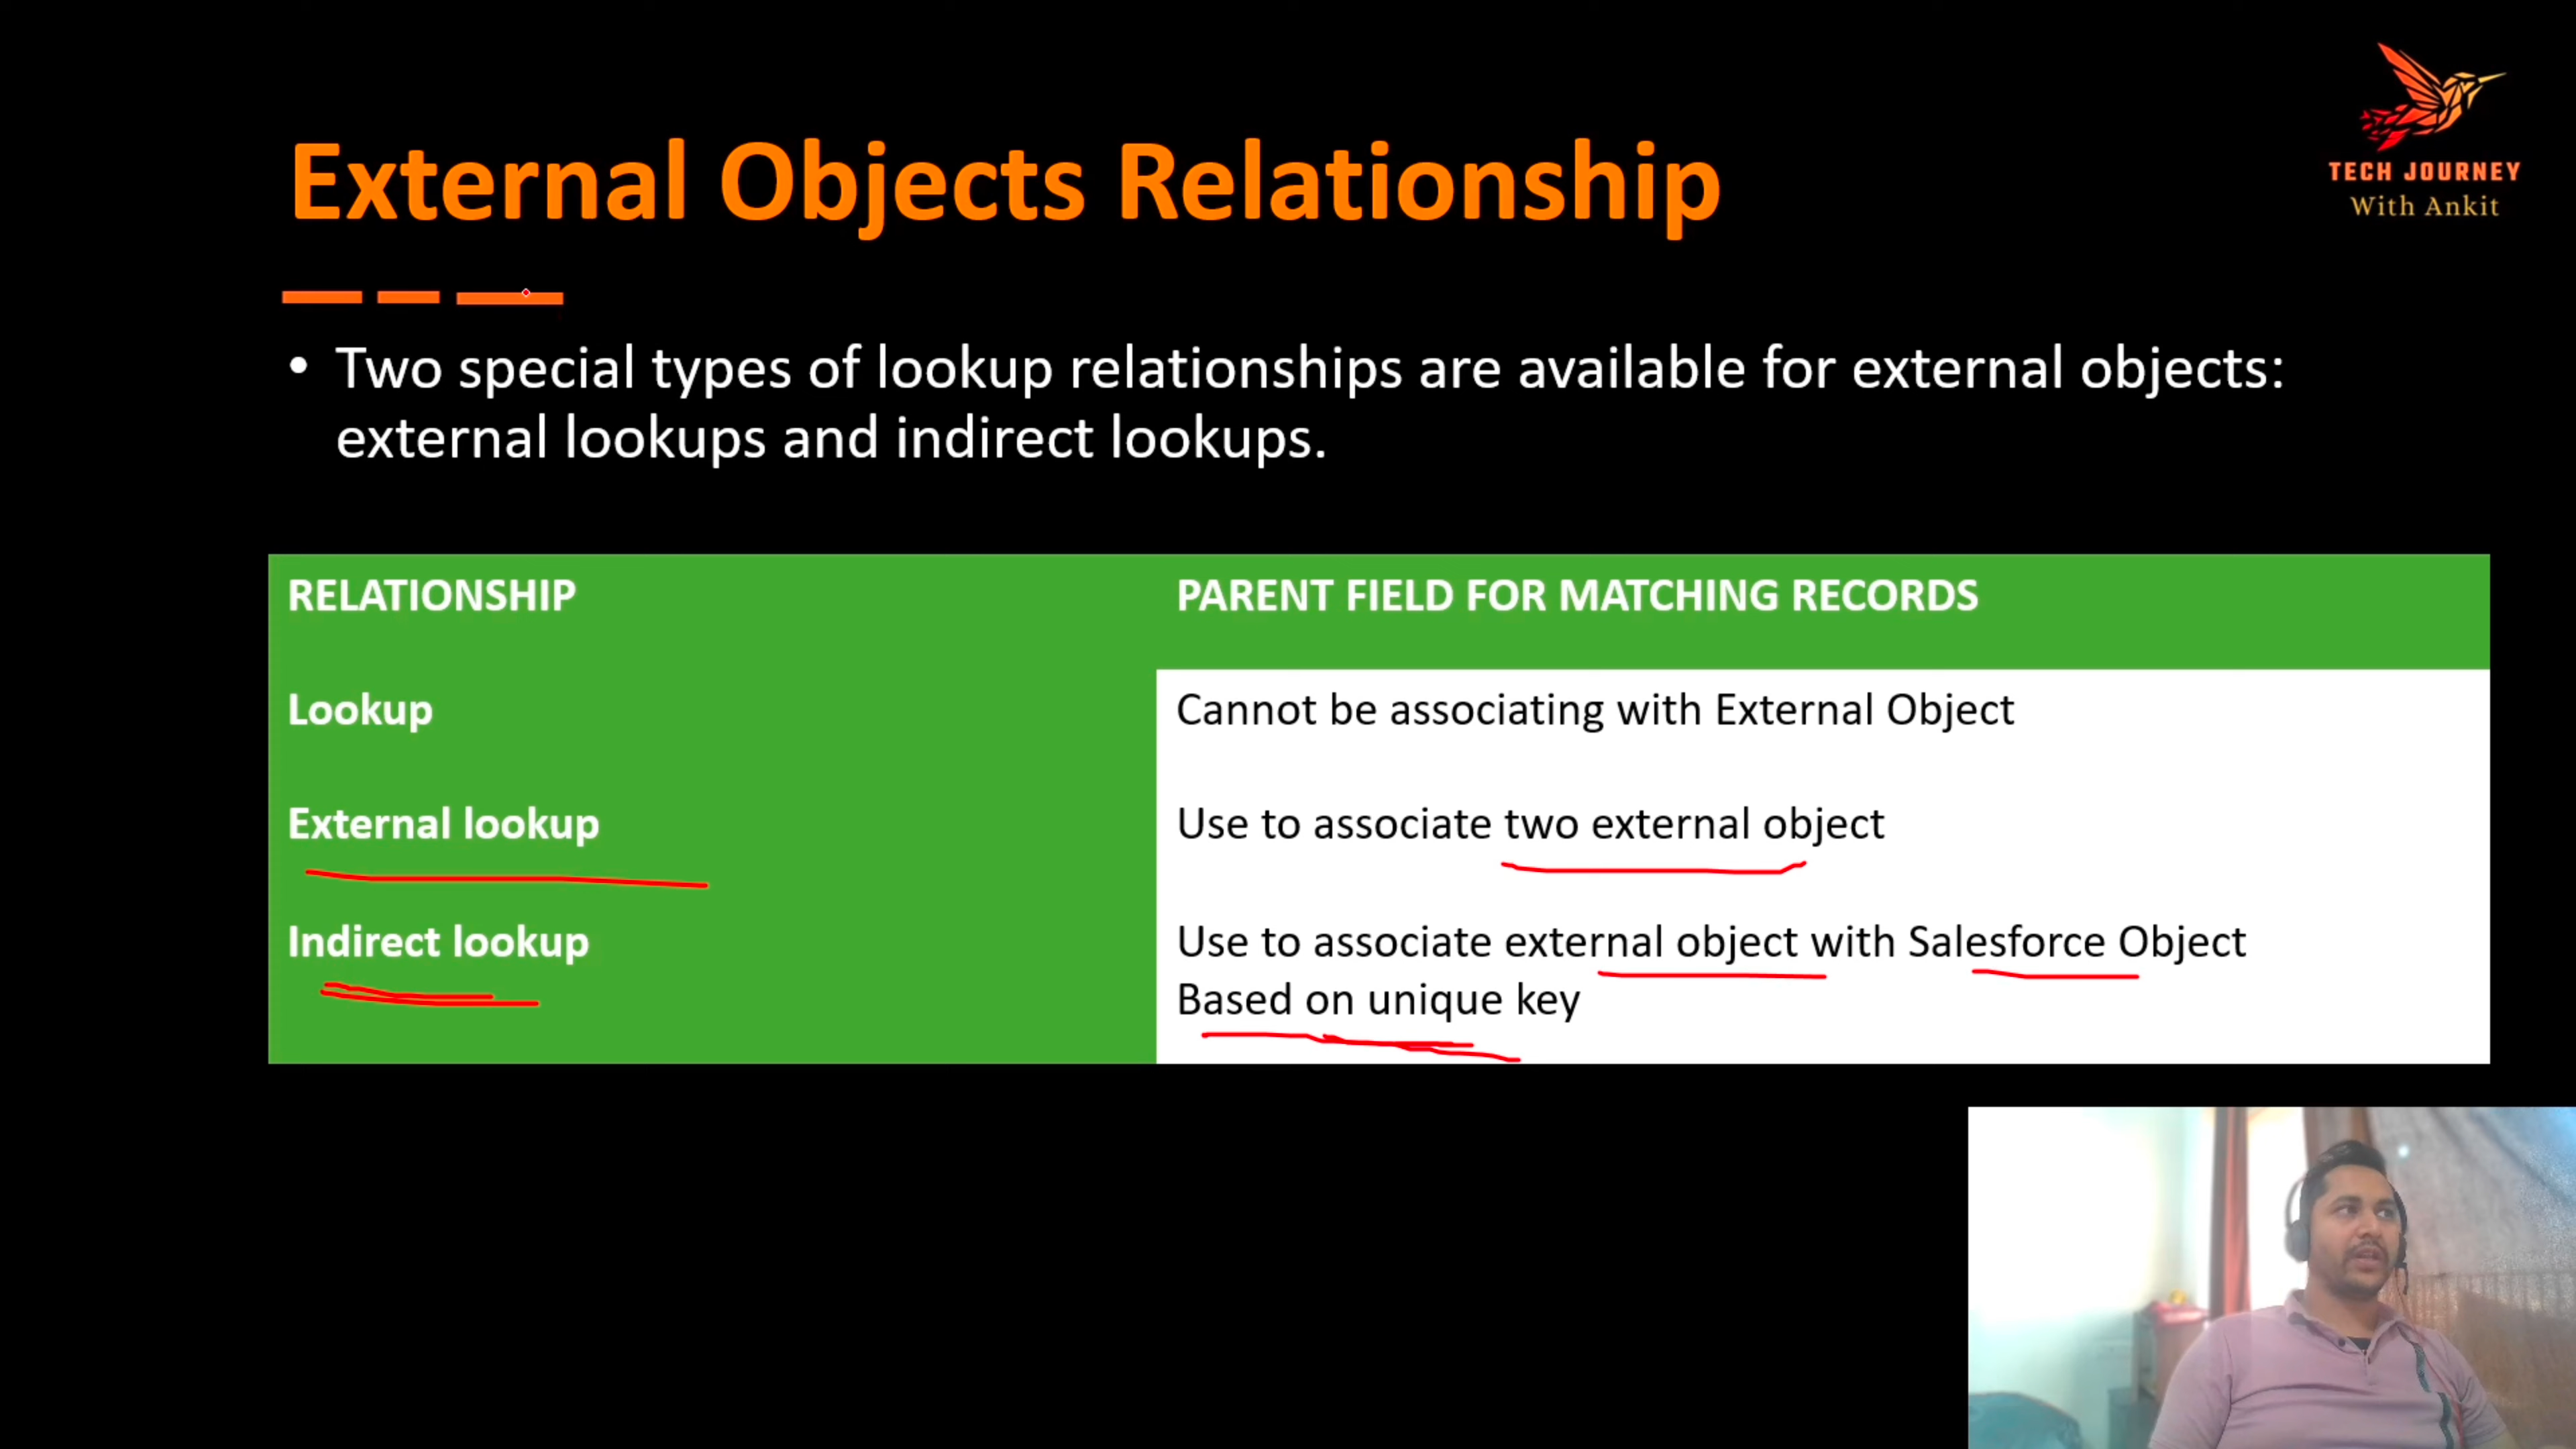 TECH JOURNEY
With Ankit
External Objects Relationship
• Two special types of lookup relationships are available for external objects:
external lookups and indirect lookups.
RELATIONSHIP
PARENT FIELD FOR MATCHING RECORDS
Lookup
Cannot be associating with External Object
External lookup
Use to associate two external object
Indirect lookup
Use to associate external object with Salesforce Object
Based on unique key